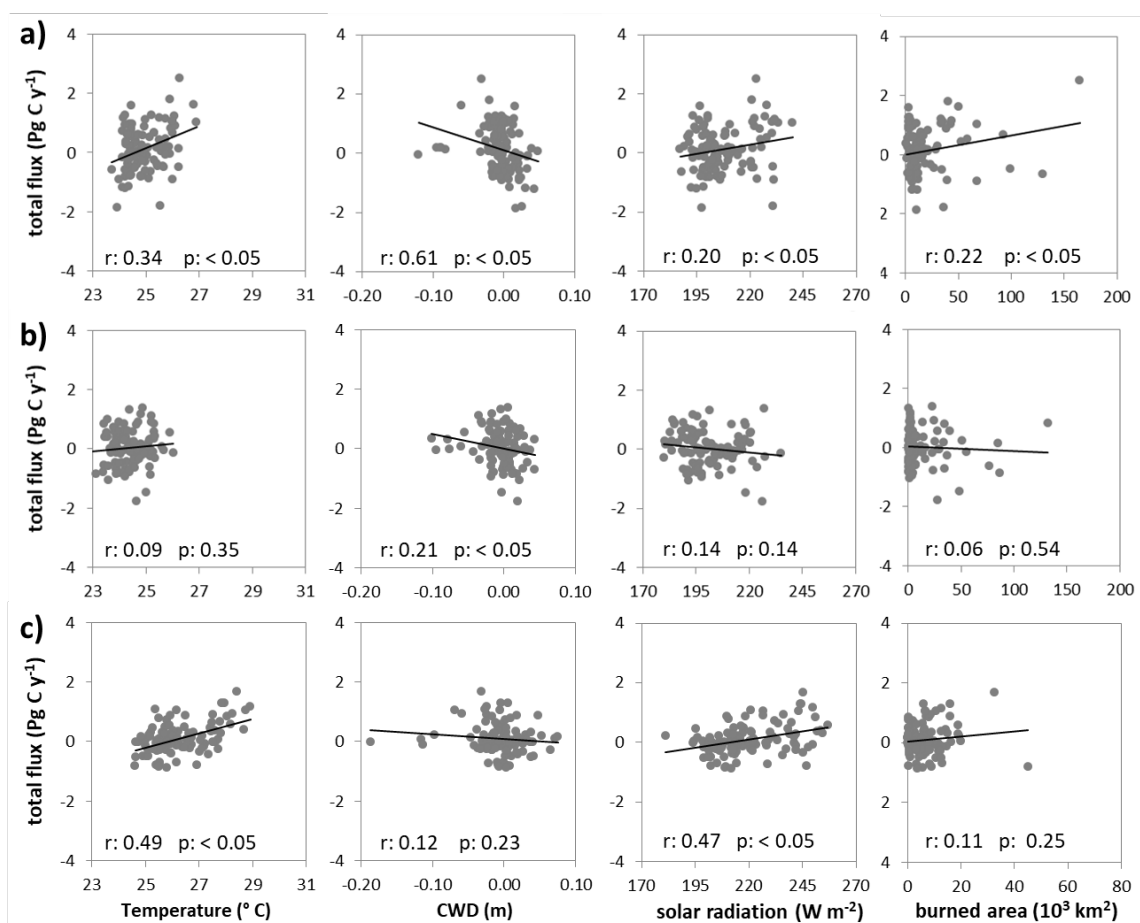 a)
total flux (Pg C y⁻¹)
4 4 4 4
2 2 2 2
0 0 0 0
-2 -2 -2 2
-4 -4 -4 4
r: 0.34 p: < 0.05 r: 0.61 p: < 0.05 r: 0.20 p: < 0.05 r: 0.22 p: < 0.05
23 25 27 29 31 -0.20 -0.10 0.00 0.10 170 195 220 245 270 0 50 100 150 200
b)
total flux (Pg C y⁻¹)
4 4 4 4
2 2 2 2
0 0 0 0
-2 -2 -2 -2
-4 -4 -4 -4
r: 0.09 p: 0.35 r: 0.21 p: < 0.05 r: 0.14 p: 0.14 r: 0.06 p: 0.54
23 25 27 29 31 -0.20 -0.10 0.00 0.10 170 195 220 245 270 0 50 100 150 200
c)
total flux (Pg C y⁻¹)
4 4 4 4
2 2 2 2
0 0 0 0
-2 -2 -2 2
-4 -4 -4 4
r: 0.49 p: < 0.05 r: 0.12 p: 0.23 r: 0.47 p: < 0.05 r: 0.11 p: 0.25
23 25 27 29 31 -0.20 -0.10 0.00 0.10 170 195 220 245 270 0 20 40 60 80
Temperature (° C) CWD (m) solar radiation (W m⁻²) burned area (10³ km²)